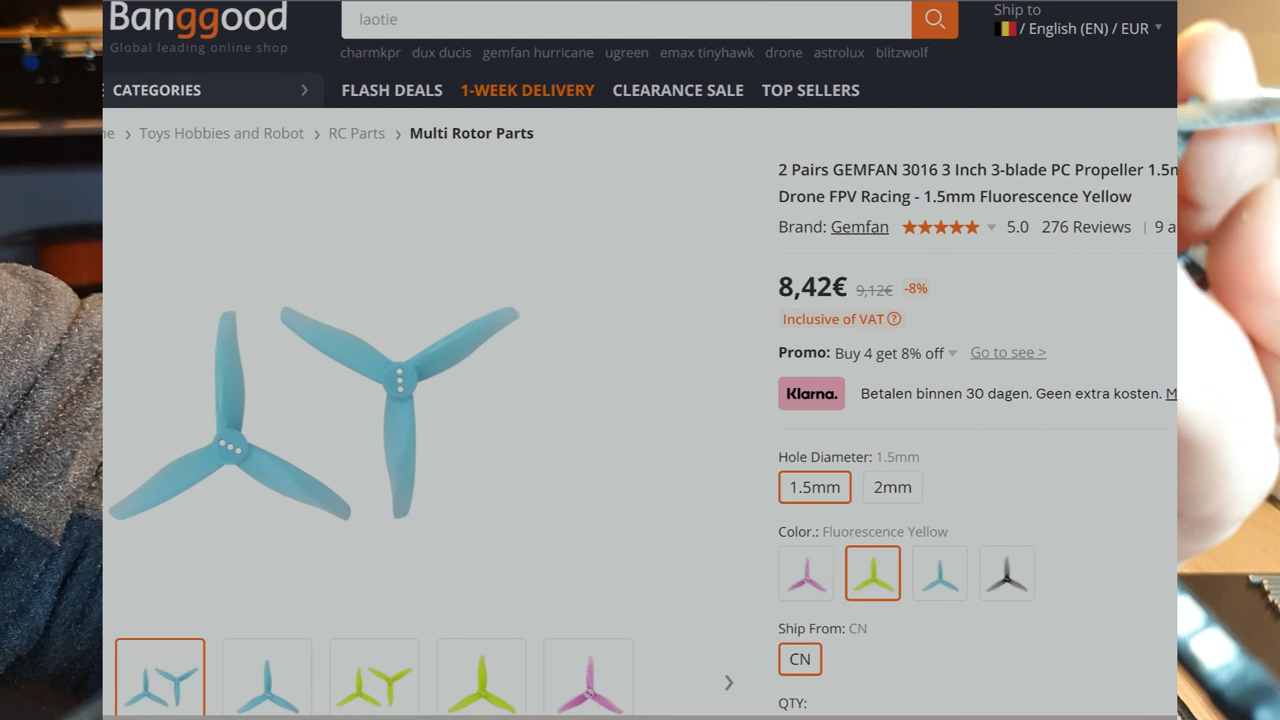 Banggood
Global leading online shop
laotie
charmkpr dux ducis gemfan hurricane ugreen emax tinyhawk drone astrolux blitzwolf
Ship to
/ English (EN) / EUR
CATEGORIES
FLASH DEALS 1-WEEK DELIVERY CLEARANCE SALE TOP SELLERS
Toys Hobbies and Robot > RC Parts > Multi Rotor Parts
2 Pairs GEMFAN 3016 3 Inch 3-blade PC Propeller
Drone FPV Racing - 1.5mm Fluorescence Yellow
Brand: Gemfan 5.0 276 Reviews | 9
8,42€ 9,12€ -8%
Inclusive of VAT
Promo: Buy 4 get 8% off Go to see >
Klarna. Betalen binnen 30 dagen. Geen extra kosten.
Hole Diameter: 1.5mm
1.5mm 2mm
Color.: Fluorescence Yellow
Ship From: CN
CN
QTY: